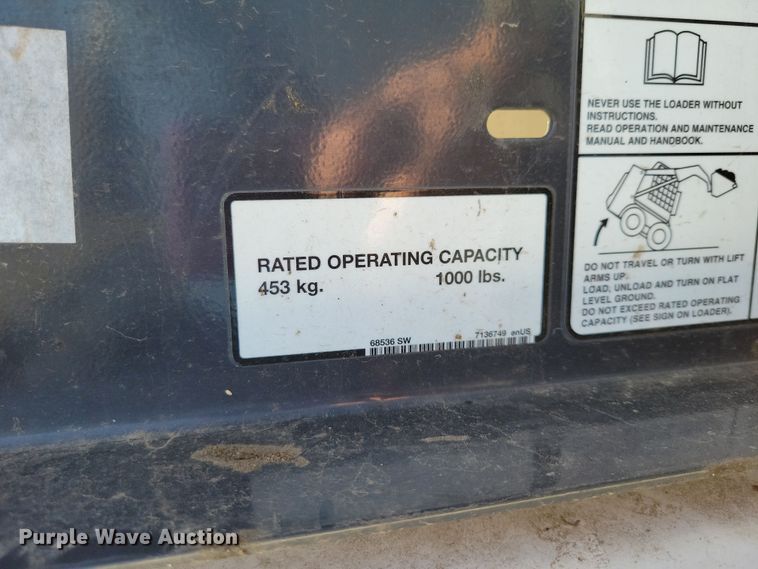 NEVER USE THE LOADER WITHOUT
INSTRUCTIONS.
READ OPERATION AND MAINTENANCE
MANUAL AND HANDBOOK.
DO NOT TRAVEL OR TURN WITH LIFT
ARMS UP.
LOAD, UNLOAD AND TURN ON FLAT
LEVEL GROUND.
DO NOT EXCEED RATED OPERATING
CAPACITY (SEE SIGN ON LOADER).
RATED OPERATING CAPACITY
453 kg. 1000 lbs.
68536 SW 7136749 enUS
Purple Wave Auction